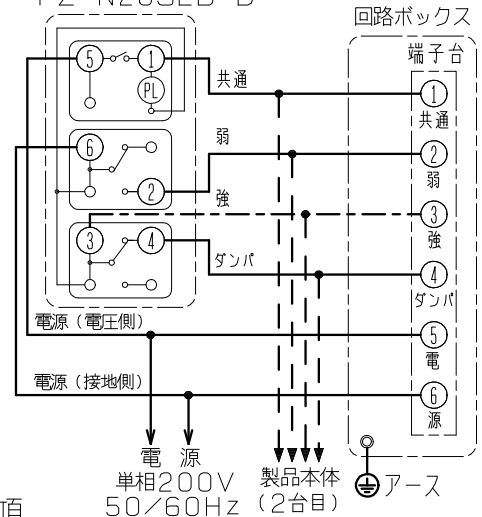 回路ボックス
端子台
5
1
PL
共通
1
共通
6
2
弱
2
弱
強
3
強
3
4
ダンパ
4
ダンパ
電源(電圧側)
5
電
電源(接地側)
6
源
電 源
単相200V
50/60Hz
製品本体
(2台目)
アース
項